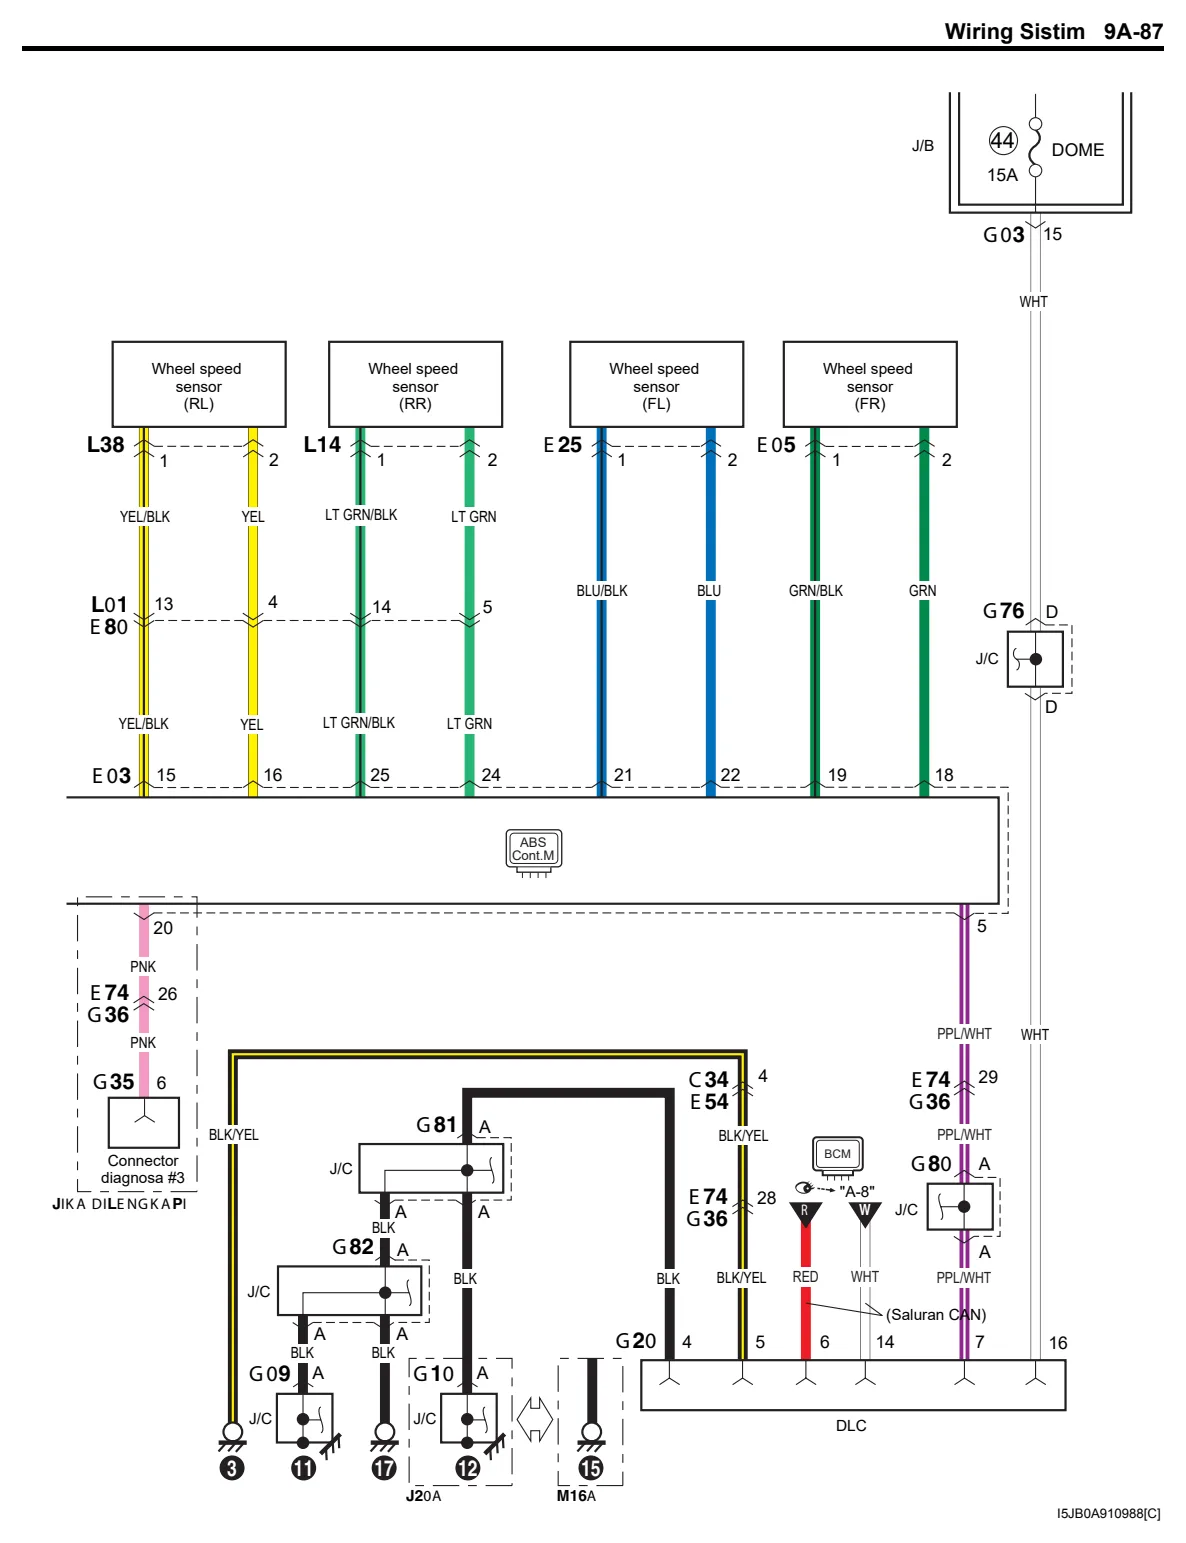 Wiring Sistim 9A-87
J/B
44
15A
DOME
G03 15
WHT
Wheel speed
sensor
(RL)
Wheel speed
sensor
(RR)
Wheel speed
sensor
(FL)
Wheel speed
sensor
(FR)
L38 1 2
L14 1 2
E25 1 2
E05 1 2
YEL/BLK YEL LT GRN/BLK LT GRN
BLU/BLK BLU GRN/BLK GRN
L01 13 4 14 5
E80
G76 D
J/C
D
YEL/BLK YEL LT GRN/BLK LT GRN
E03 15 16 25 24 21 22 19 18
ABS
Cont.M
20 5
PNK
E74 26
G36
PNK
G35 6
Connector
diagnosa #3
JIKA DILENGKAPI
PPL/WHT WHT
C34 4
E54
E74 29
G36
BLK/YEL
G81 A
BLK/YEL
PPL/WHT
J/C
BCM
G80 A
"A-8"
E74 28
G36
R W
J/C
A A
BLK
G82 A
A
J/C
BLK
BLK BLK/YEL RED WHT PPL/WHT
(Saluran CAN)
A A
BLK BLK
G20 4 5 6 14 7 16
G09 A
G10 A
J/C
J/C
DLC
3 11 17 12 15
J20A
M16A
I5JB0A910988[C]